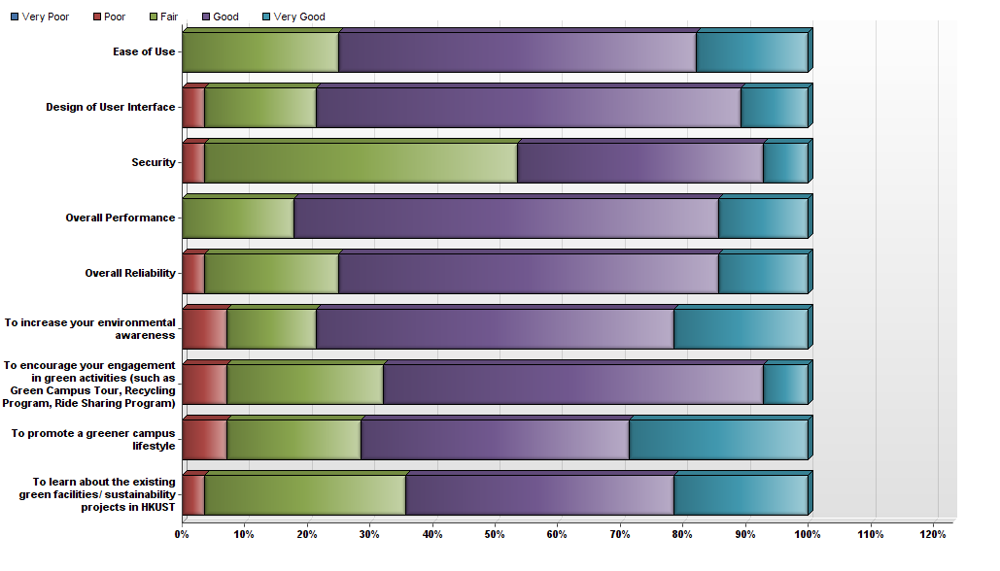 Very Poor Poor Fair Good Very Good
Ease of Use
Design of User Interface
Security
Overall Performance
Overall Reliability
To increase your environmental
awareness
To encourage your engagement
in green activities (such as
Green Campus Tour, Recycling
Program, Ride Sharing Program)
To promote a greener campus
lifestyle
To learn about the existing
green facilities/ sustainability
projects in HKUST
0% 10% 20% 30% 40% 50% 60% 70% 80% 90% 100% 110% 120%